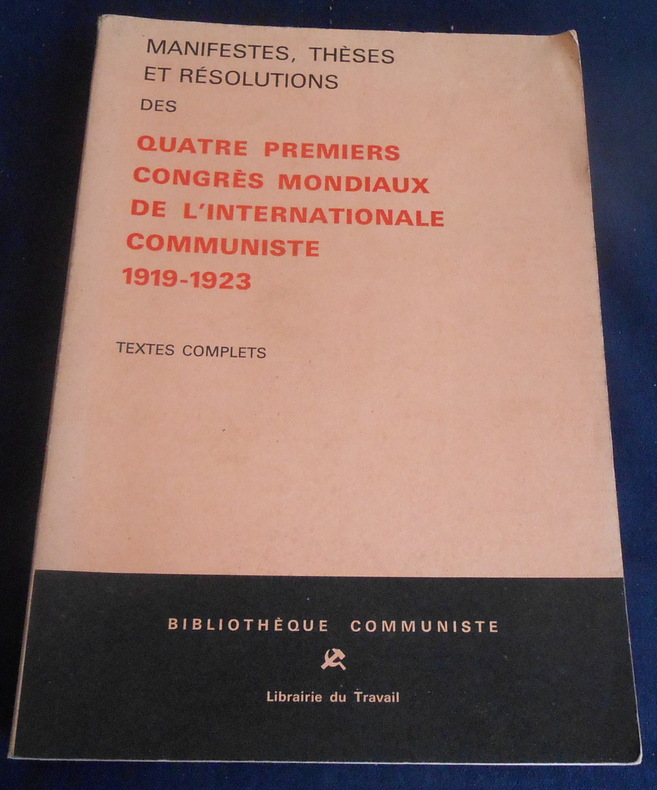 MANIFESTES, THÈSES
ET RÉSOLUTIONS
DES
QUATRE PREMIERS
CONGRÈS MONDIAUX
DE L'INTERNATIONALE
COMMUNISTE
1919-1923
TEXTES COMPLETS
BIBLIOTHÈQUE COMMUNISTE
Librairie du Travail